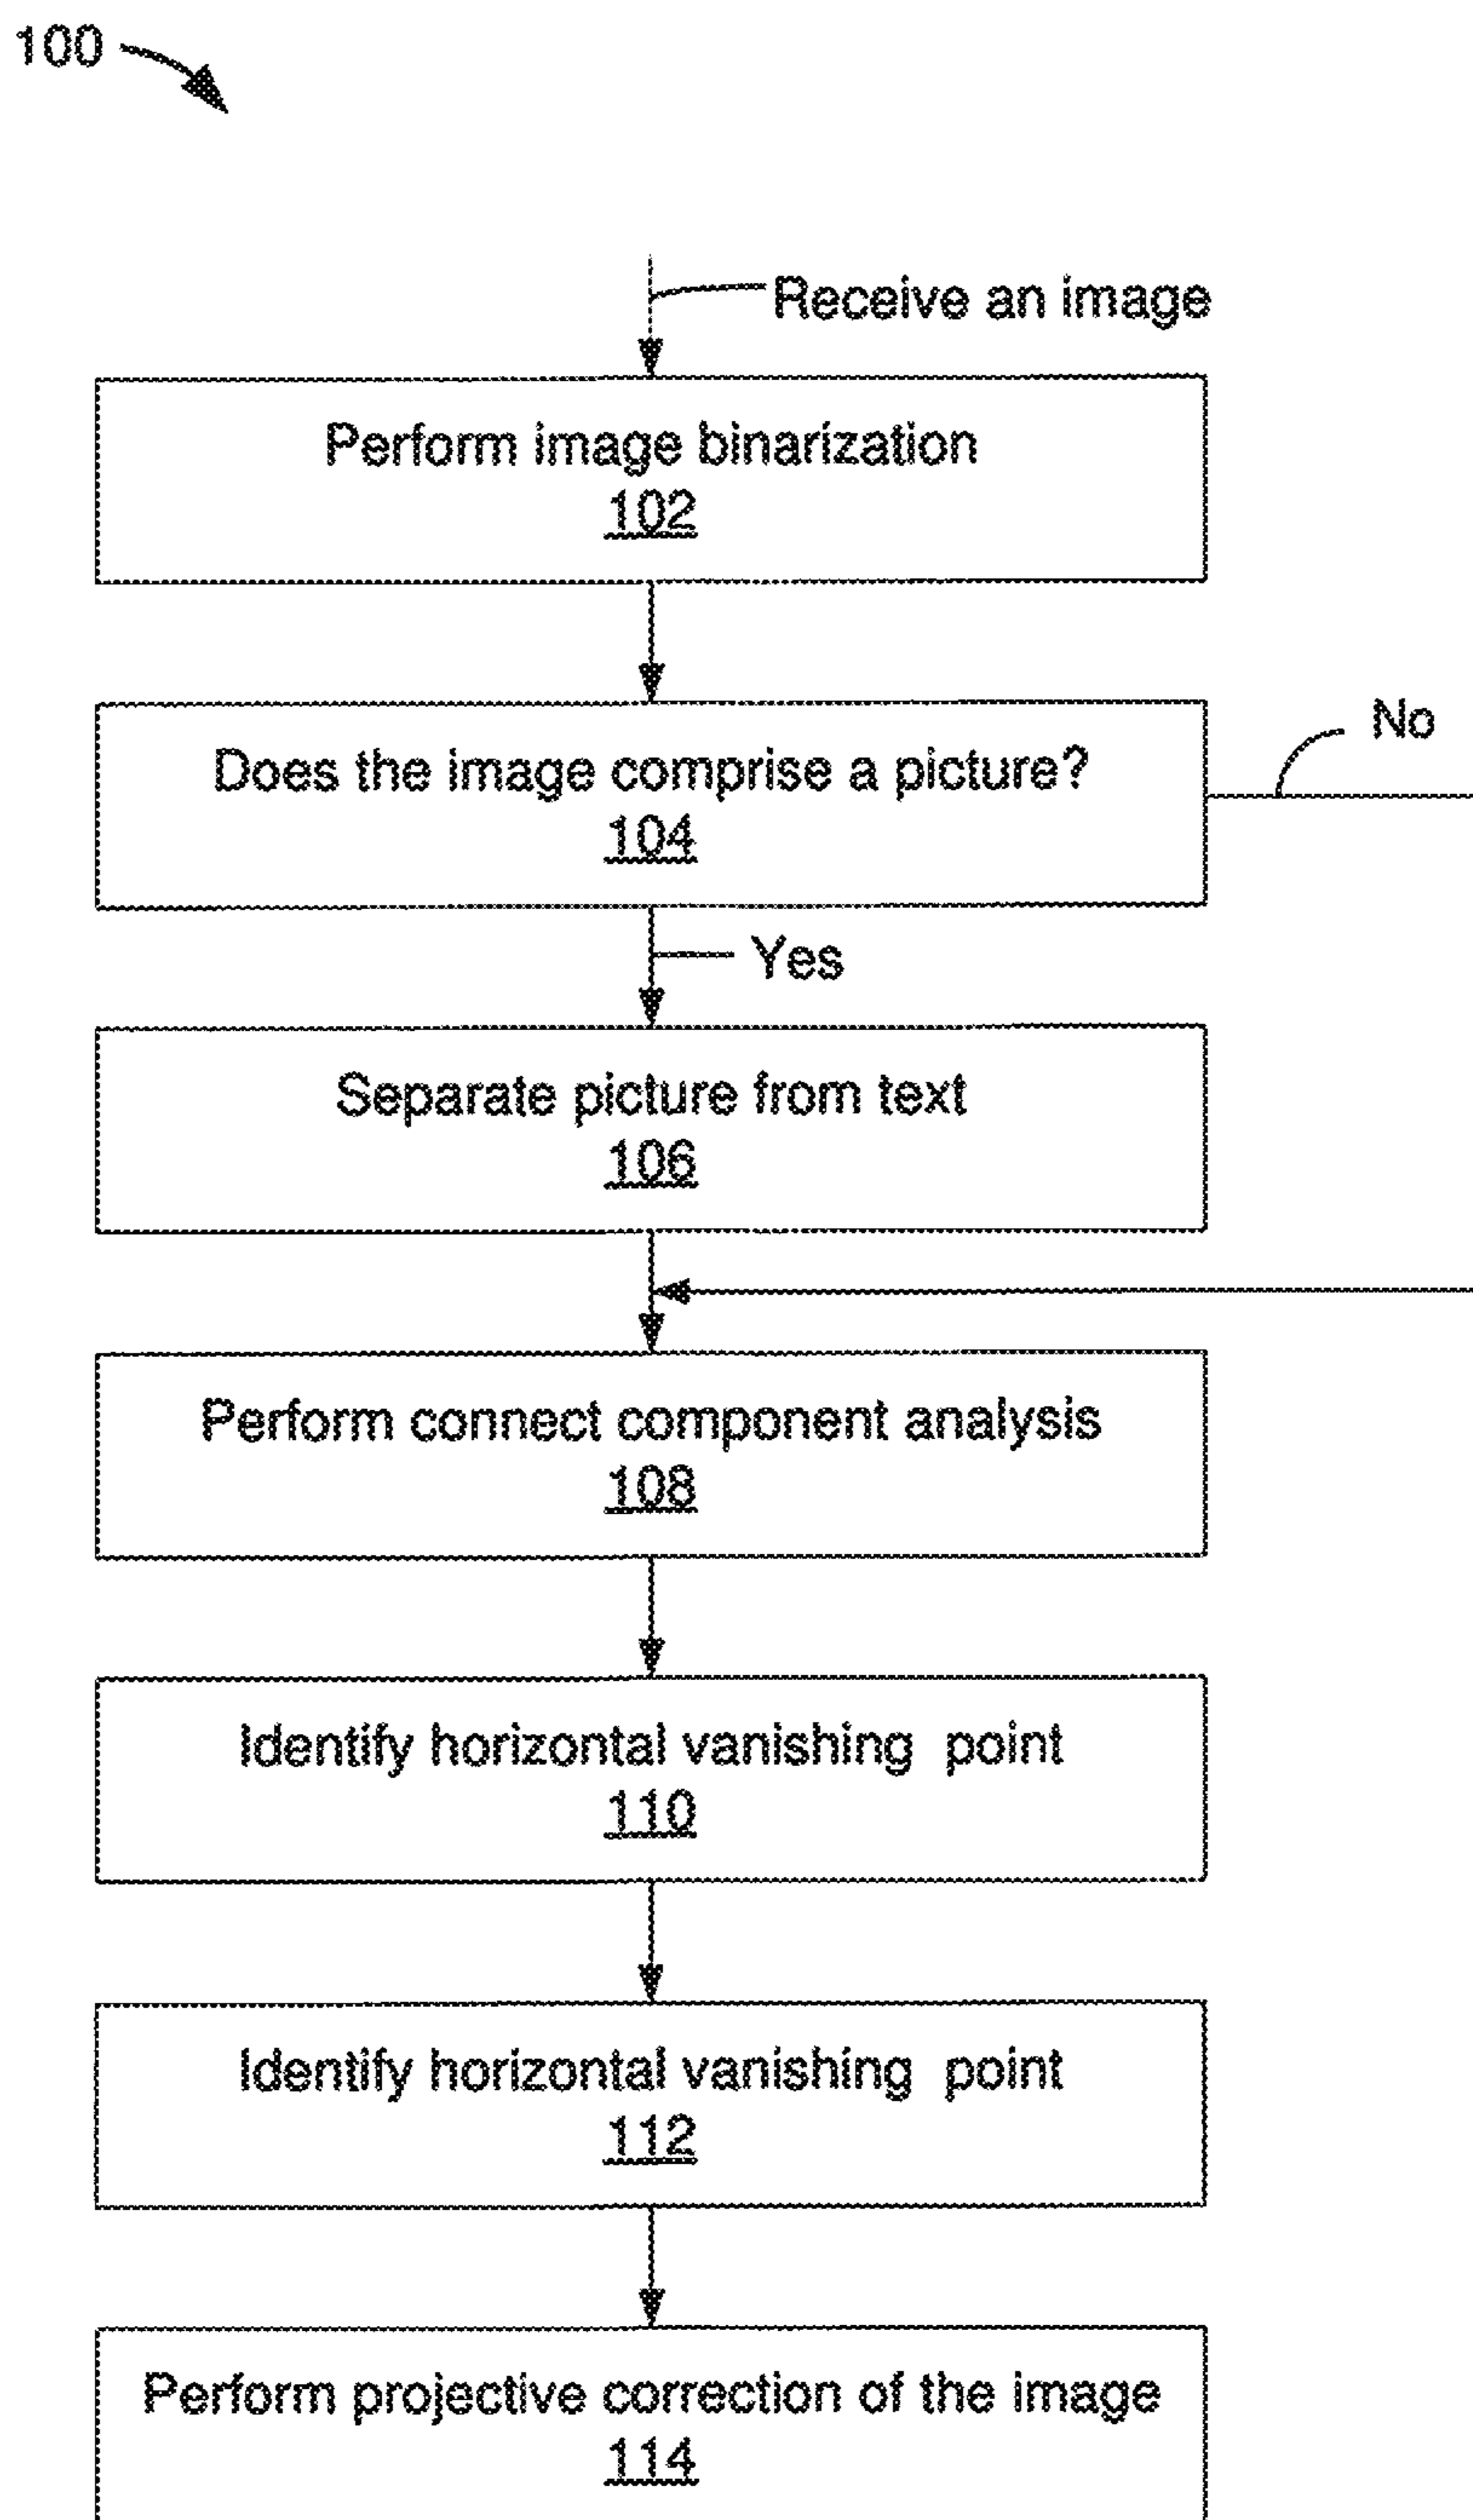 100
Receive an image
Perform image binarization
102
Does the image comprise a picture?
104
No
Yes
Separate picture from text
106
Perform connect component analysis
108
Identify horizontal vanishing point
110
Identify horizontal vanishing point
112
Perform projective correction of the image
114